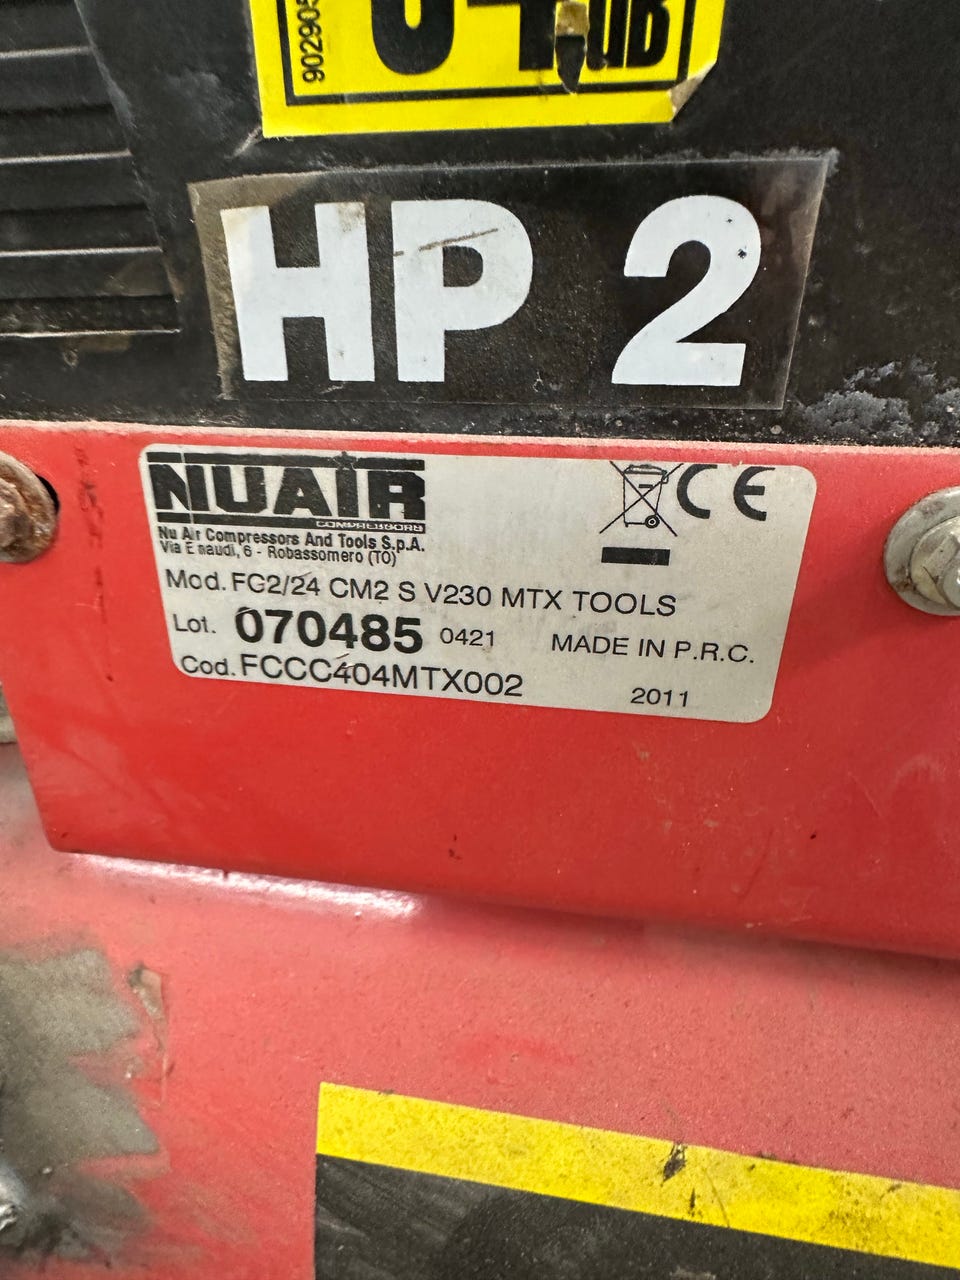 HP 2
NUAIR
COMPRESSORS
Nu Air Compressors And Tools S.p.A.
Via E naudi, 6 - Robassomero (TO)
CE
Mod. FC2/24 CM2 S V230 MTX TOOLS
Lot. 070485 0421 MADE IN P.R.C.
Cod. FCCC404MTX002 2011